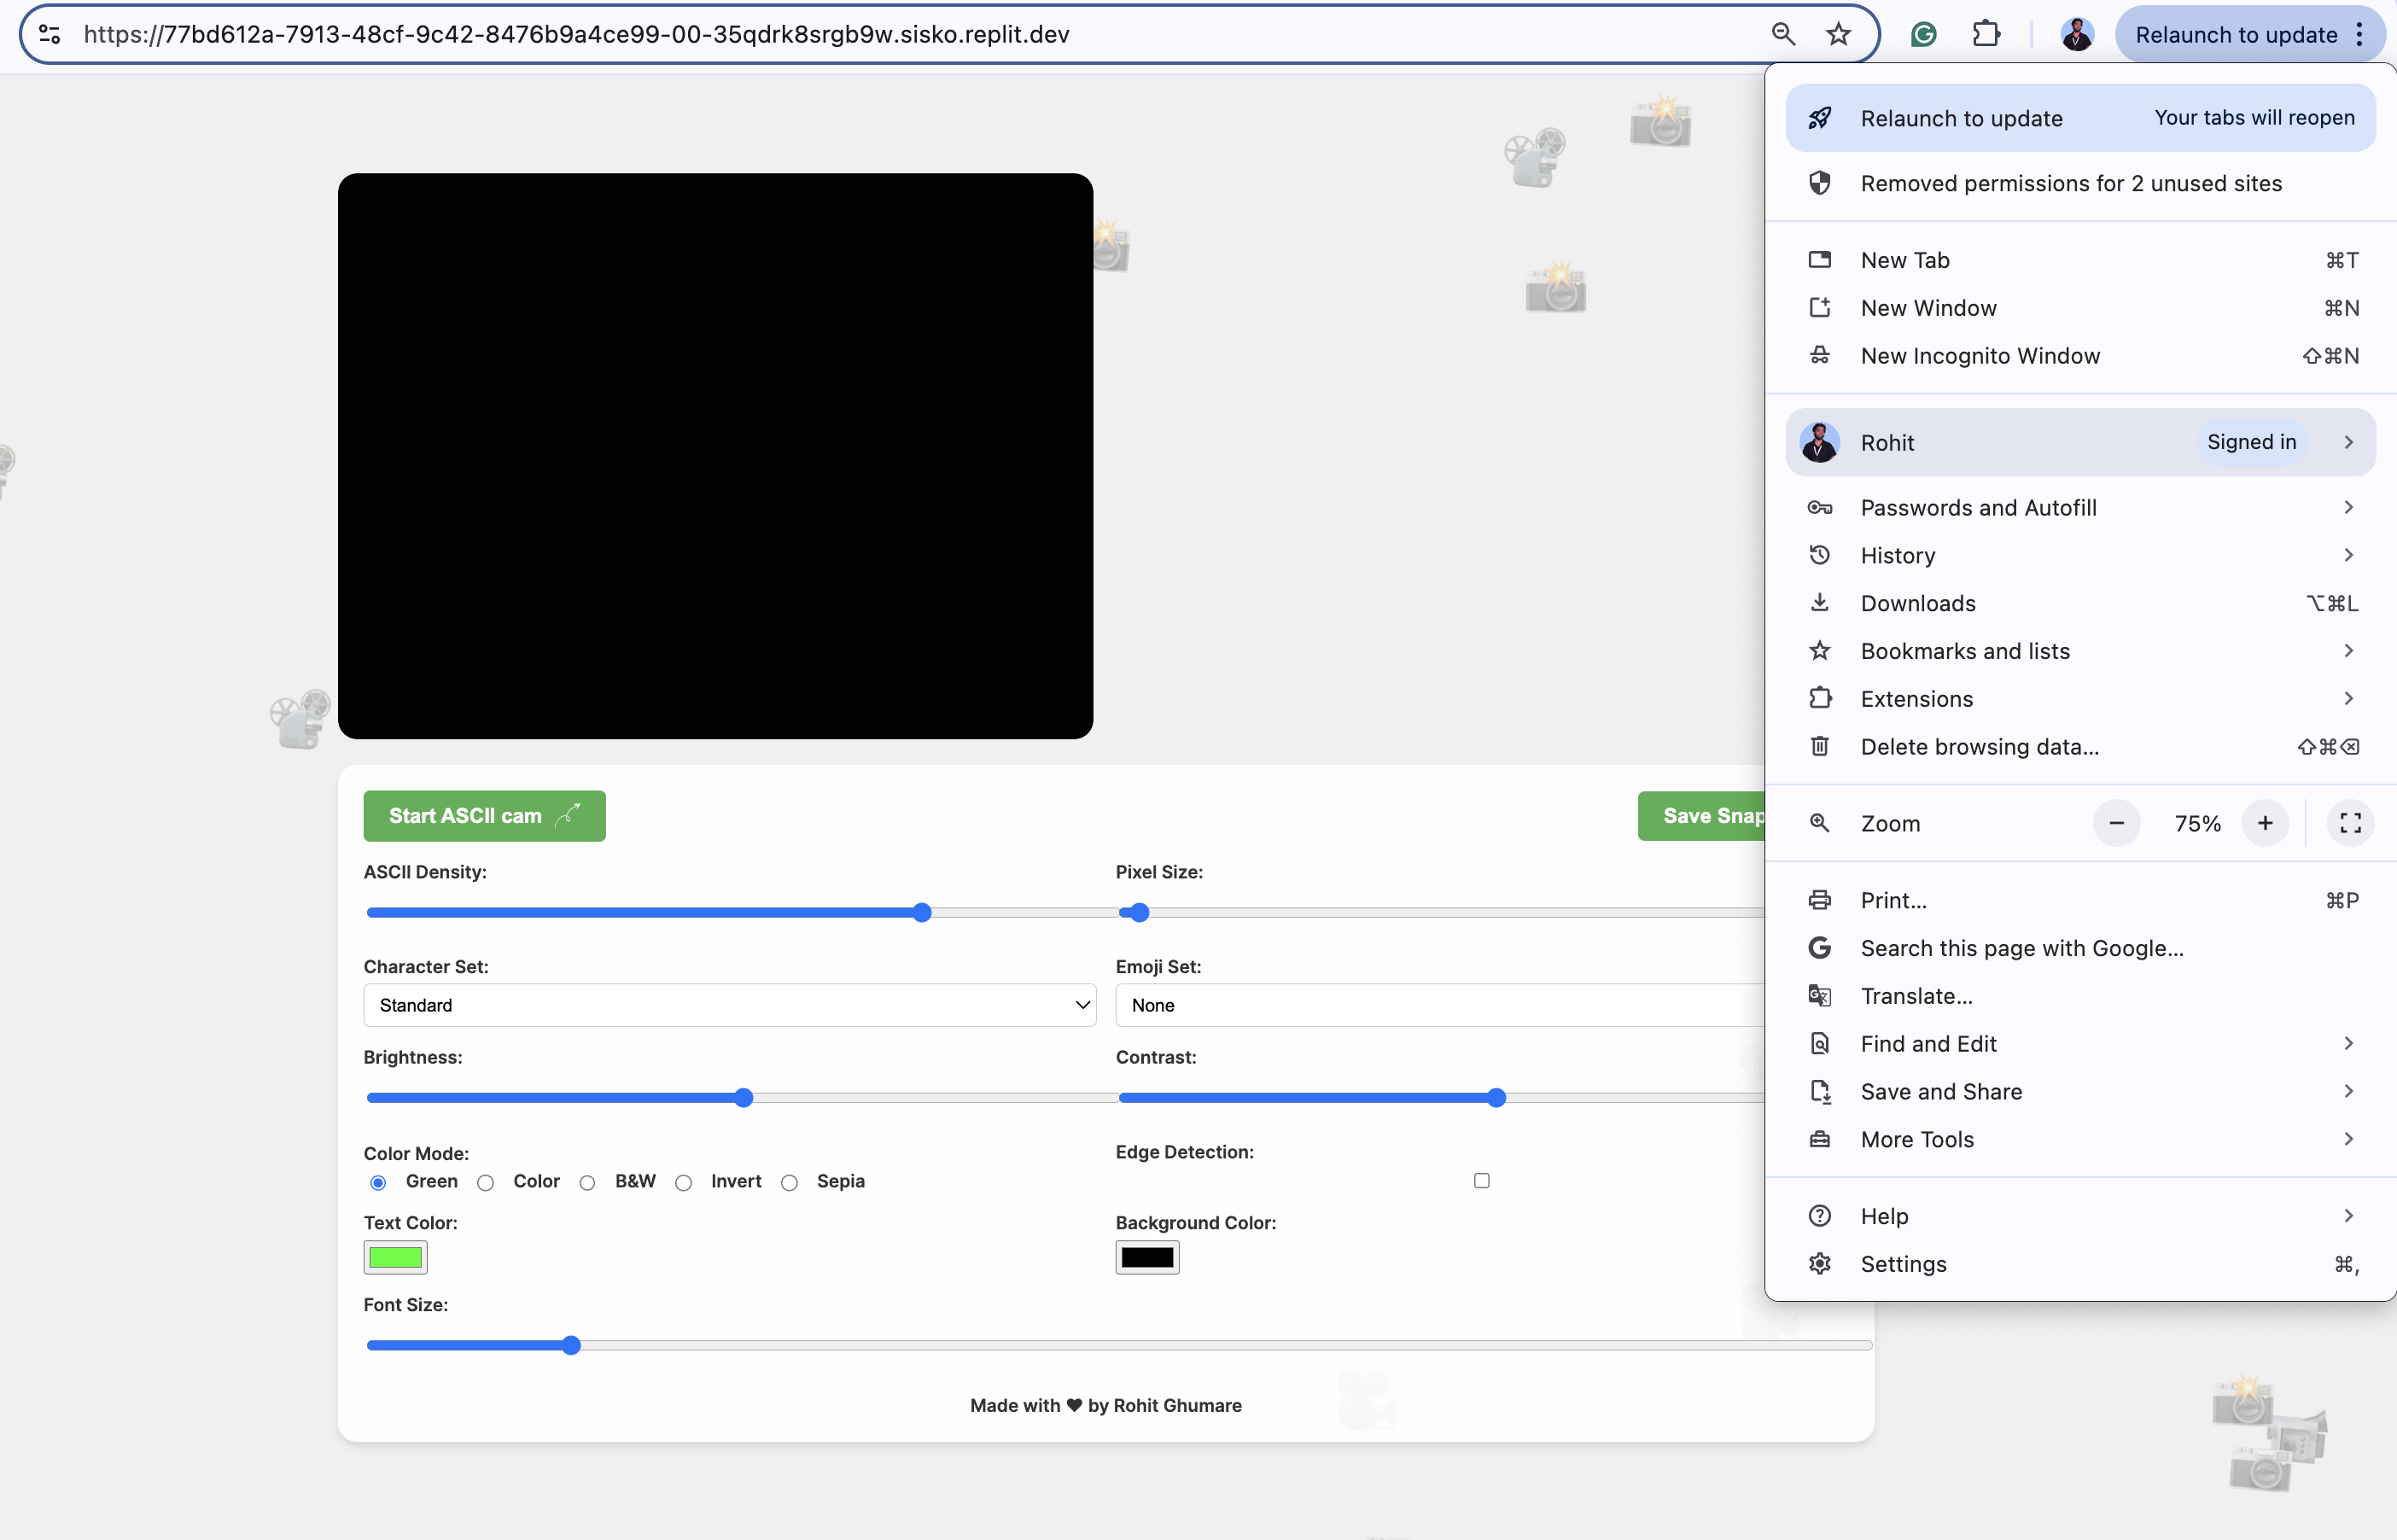 https://77bd612a-7913-48cf-9c42-8476b9a4ce99-00-35qdrk8srgb9w.sisko.replit.dev
Relaunch to update
Relaunch to update Your tabs will reopen
Removed permissions for 2 unused sites
New Tab ⌘T
New Window ⌘N
New Incognito Window ⇧⌘N
Rohit Signed in
Passwords and Autofill
History
Downloads ⌥⌘L
Bookmarks and lists
Extensions
Delete browsing data... ⇧⌘⌫
Zoom − 75% +
Print... ⌘P
Search this page with Google...
Translate...
Find and Edit
Save and Share
More Tools
Help
Settings ⌘,
Start ASCII cam
Save Snap
ASCII Density:
Pixel Size:
Character Set:
Standard
Emoji Set:
None
Brightness:
Contrast:
Color Mode:
Green Color B&W Invert Sepia
Edge Detection:
Text Color:
Background Color:
Font Size:
Made with ♥ by Rohit Ghumare